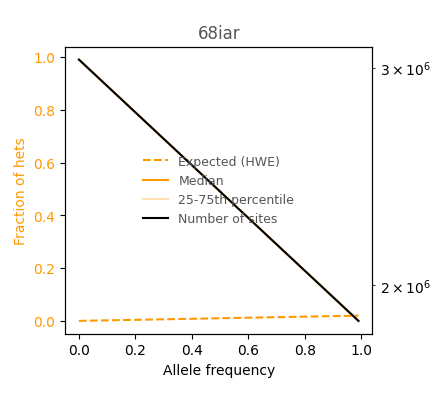 68iar
1.0
0.8
0.6
0.4
0.2
0.0
Fraction of hets
3 × 10⁶
2 × 10⁶
Expected (HWE)
Median
25-75th percentile
Number of sites
0.0 0.2 0.4 0.6 0.8 1.0
Allele frequency